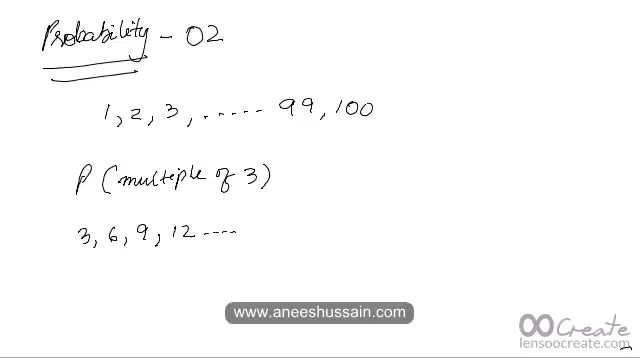 Probability - 02
1, 2, 3, ..... 99, 100
P (multiple of 3)
3, 6, 9, 12 ....
www.aneeshussain.com
Create
lensoocreate.com